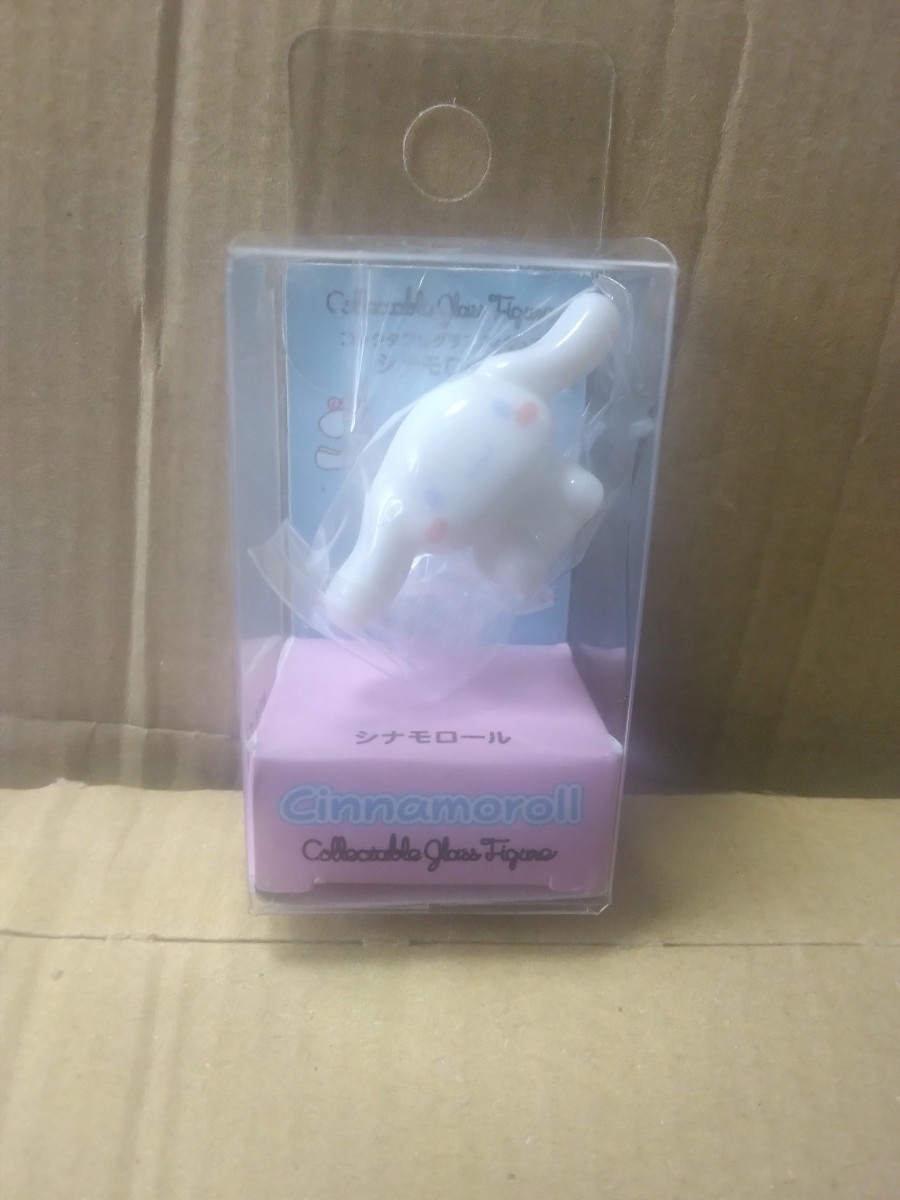 Collectable Glass Figure
シナモロール
Cinnamoroll
Collectable Glass Figure